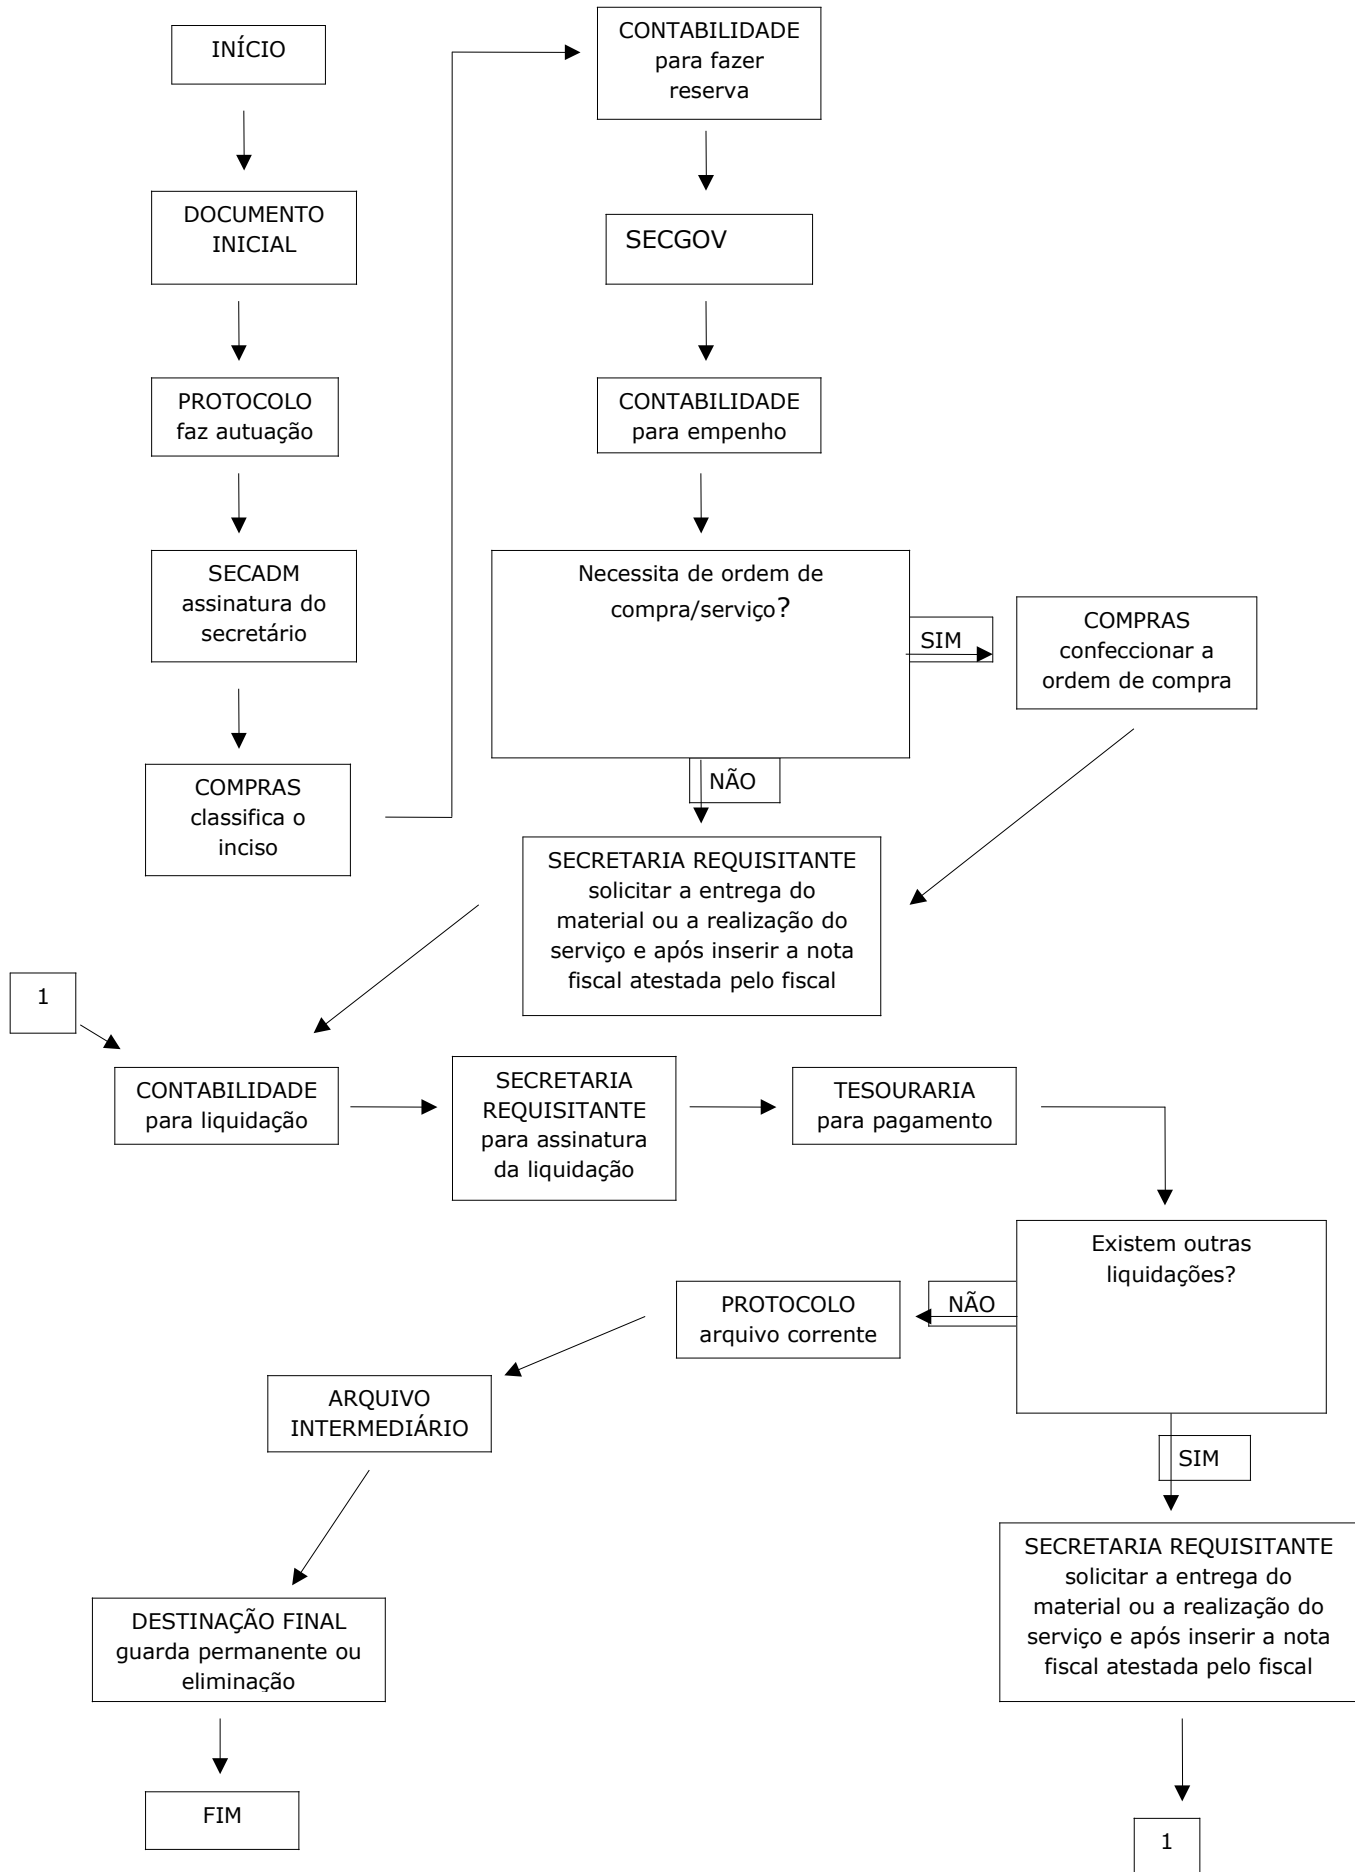 INÍCIO
DOCUMENTO
INICIAL
PROTOCOLO
faz autuação
SECADM
assinatura do
secretário
COMPRAS
classifica o
inciso
CONTABILIDADE
para fazer
reserva
SECGOV
CONTABILIDADE
para empenho
Necessita de ordem de
compra/serviço?
SIM
COMPRAS
confeccionar a
ordem de compra
NÃO
SECRETARIA REQUISITANTE
solicitar a entrega do
material ou a realização do
serviço e após inserir a nota
fiscal atestada pelo fiscal
1
CONTABILIDADE
para liquidação
SECRETARIA
REQUISITANTE
para assinatura
da liquidação
TESOURARIA
para pagamento
Existem outras
liquidações?
NÃO
PROTOCOLO
arquivo corrente
ARQUIVO
INTERMEDIÁRIO
DESTINAÇÃO FINAL
guarda permanente ou
eliminação
FIM
SIM
SECRETARIA REQUISITANTE
solicitar a entrega do
material ou a realização do
serviço e após inserir a nota
fiscal atestada pelo fiscal
1